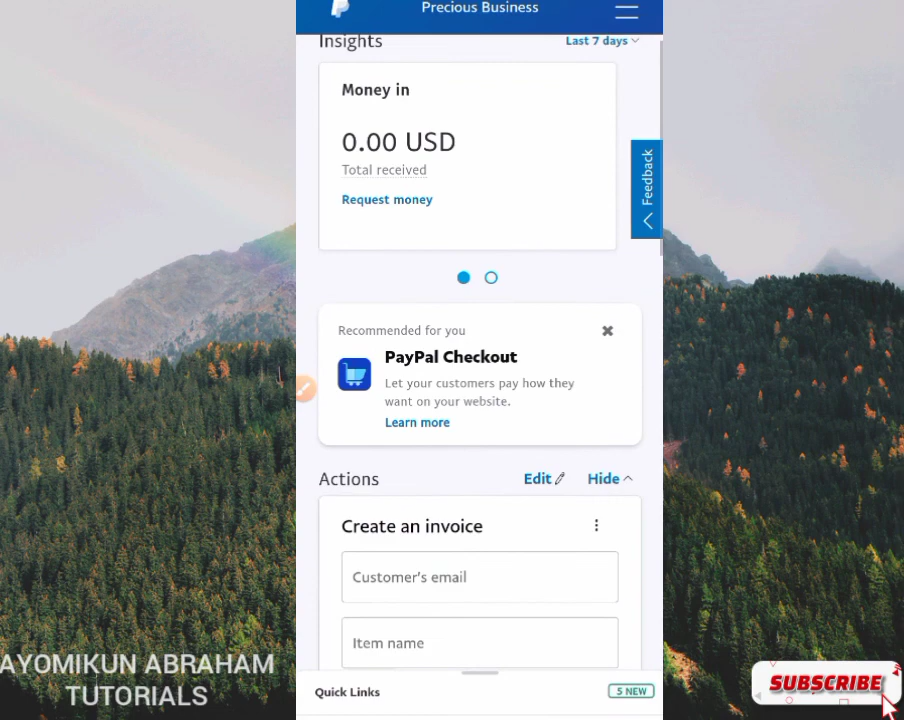 Precious Business
Insights
Last 7 days
Money in
0.00 USD
Total received
Request money
Feedback
Recommended for you
PayPal Checkout
Let your customers pay how they
want on your website.
Learn more
Actions
Edit
Hide
Create an invoice
Customer's email
Item name
Quick Links
5 NEW
AYOMIKUN ABRAHAM
TUTORIALS
SUBSCRIBE